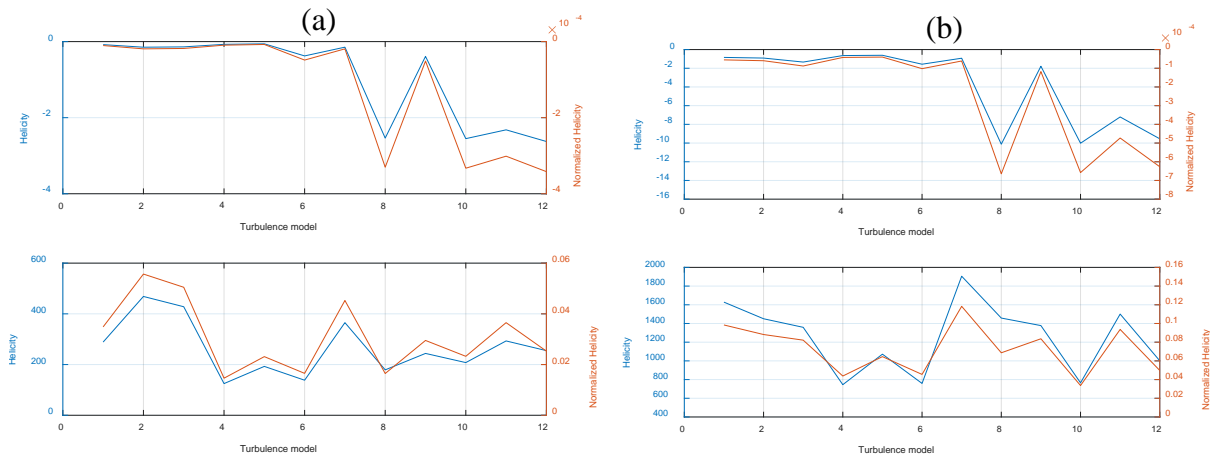 (a)
× 10 -4
0
-2
-4
Helicity
0
-2
-4
Normalized Helicity
0 2 4 6 8 10 12
Turbulence model
600
400
200
0
Helicity
0.06
0.04
0.02
0
Normalized Helicity
0 2 4 6 8 10 12
Turbulence model
(b)
× 10 -4
0
-2
-4
-6
-8
-10
-12
-14
-16
Helicity
0
-1
-2
-3
-4
-5
-6
-7
-8
Normalized Helicity
0 2 4 6 8 10 12
Turbulence model
2000
1800
1600
1400
1200
1000
800
600
400
Helicity
0.16
0.14
0.12
0.1
0.08
0.06
0.04
0.02
0
Normalized Helicity
0 2 4 6 8 10 12
Turbulence model